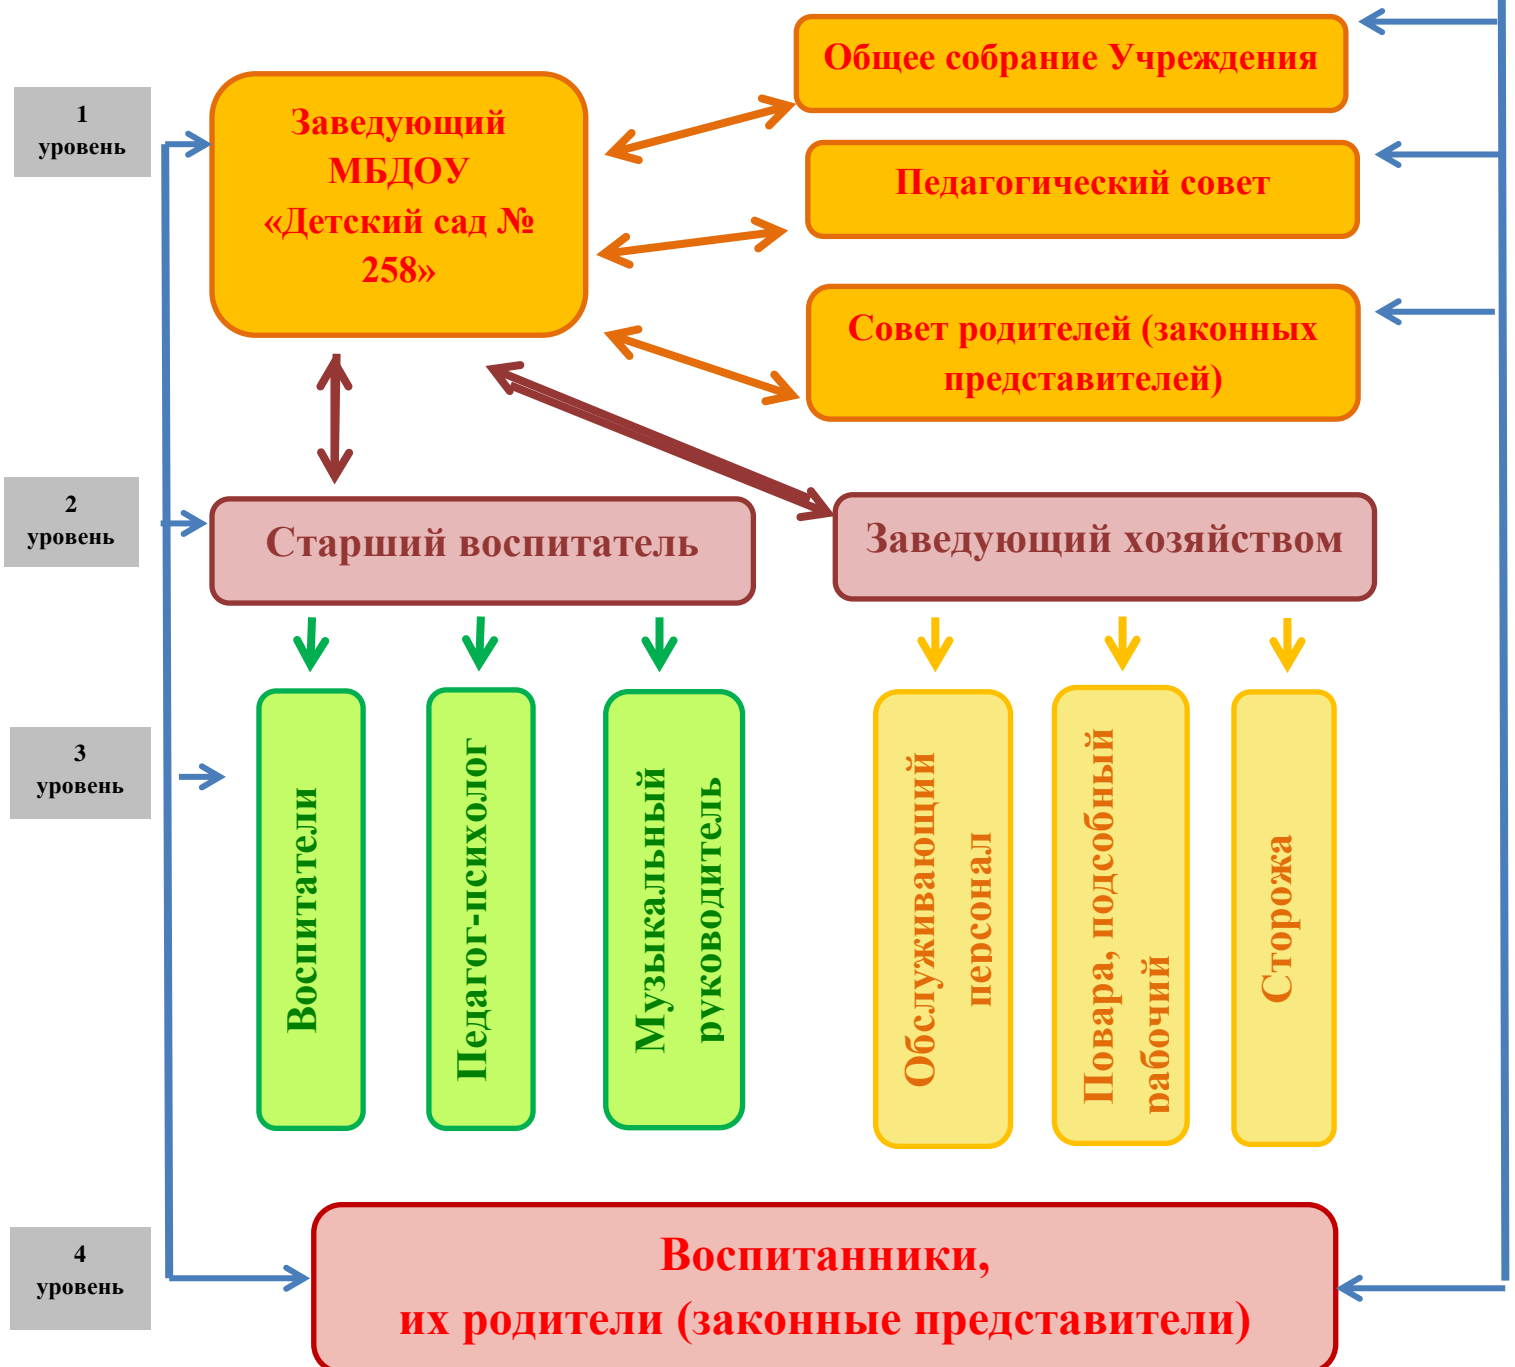 Общее собрание Учреждения
1
уровень
Заведующий
МБДОУ
«Детский сад №
258»
Педагогический совет
Совет родителей (законных
представителей)
2
уровень
Старший воспитатель
Заведующий хозяйством
3
уровень
Воспитатели
Педагог-психолог
Музыкальный
руководитель
Обслуживающий
персонал
Повара, подсобный
рабочий
Сторожа
4
уровень
Воспитанники,
их родители (законные представители)